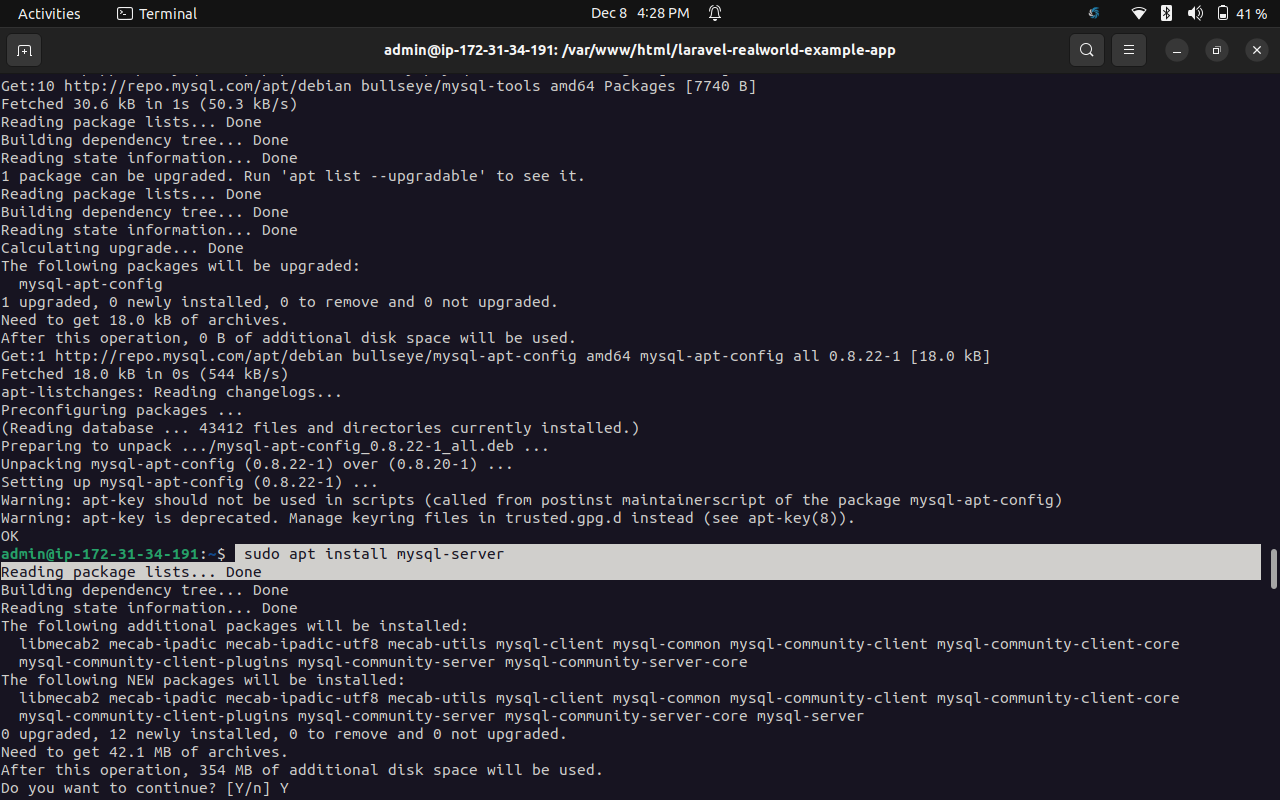 Activities Terminal Dec 8 4:28 PM 41 %
admin@ip-172-31-34-191: /var/www/html/laravel-realworld-example-app
Get:10 http://repo.mysql.com/apt/debian bullseye/mysql-tools amd64 Packages [7740 B]
Fetched 30.6 kB in 1s (50.3 kB/s)
Reading package lists... Done
Building dependency tree... Done
Reading state information... Done
1 package can be upgraded. Run 'apt list --upgradable' to see it.
Reading package lists... Done
Building dependency tree... Done
Reading state information... Done
Calculating upgrade... Done
The following packages will be upgraded:
  mysql-apt-config
1 upgraded, 0 newly installed, 0 to remove and 0 not upgraded.
Need to get 18.0 kB of archives.
After this operation, 0 B of additional disk space will be used.
Get:1 http://repo.mysql.com/apt/debian bullseye/mysql-apt-config amd64 mysql-apt-config all 0.8.22-1 [18.0 kB]
Fetched 18.0 kB in 0s (544 kB/s)
apt-listchanges: Reading changelogs...
Preconfiguring packages ...
(Reading database ... 43412 files and directories currently installed.)
Preparing to unpack .../mysql-apt-config_0.8.22-1_all.deb ...
Unpacking mysql-apt-config (0.8.22-1) over (0.8.20-1) ...
Setting up mysql-apt-config (0.8.22-1) ...
Warning: apt-key should not be used in scripts (called from postinst maintainerscript of the package mysql-apt-config)
Warning: apt-key is deprecated. Manage keyring files in trusted.gpg.d instead (see apt-key(8)).
OK
admin@ip-172-31-34-191:~$  sudo apt install mysql-server
Reading package lists... Done
Building dependency tree... Done
Reading state information... Done
The following additional packages will be installed:
  libmecab2 mecab-ipadic mecab-ipadic-utf8 mecab-utils mysql-client mysql-common mysql-community-client mysql-community-client-core
  mysql-community-client-plugins mysql-community-server mysql-community-server-core
The following NEW packages will be installed:
  libmecab2 mecab-ipadic mecab-ipadic-utf8 mecab-utils mysql-client mysql-common mysql-community-client mysql-community-client-core
  mysql-community-client-plugins mysql-community-server mysql-community-server-core mysql-server
0 upgraded, 12 newly installed, 0 to remove and 0 not upgraded.
Need to get 42.1 MB of archives.
After this operation, 354 MB of additional disk space will be used.
Do you want to continue? [Y/n] Y